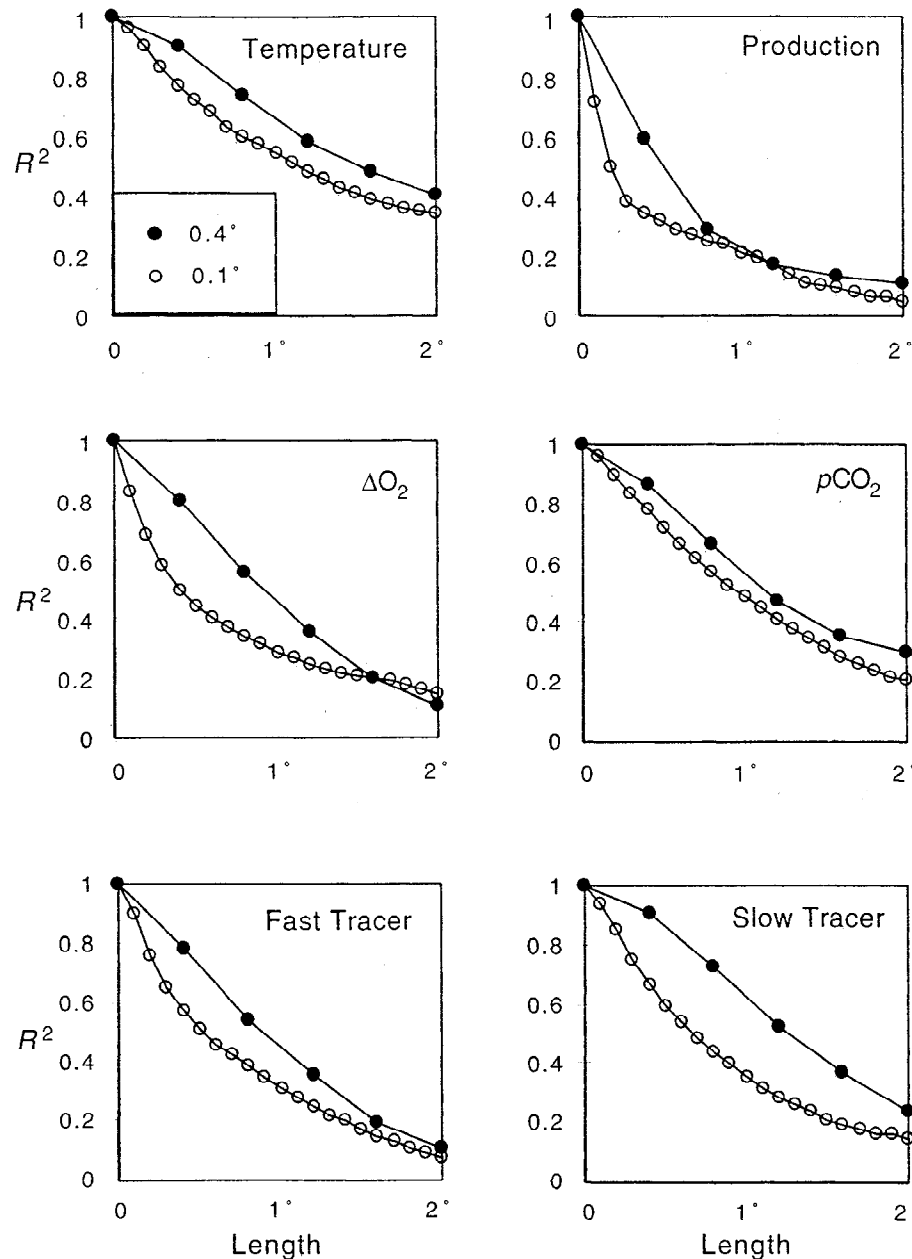 1
Temperature
0.8
0.6
R²
0.4
● 0.4°
0.2
○ 0.1°
0
0 1° 2°
1
Production
0.8
0.6
0.4
0.2
0
0 1° 2°
1
ΔO₂
0.8
0.6
R²
0.4
0.2
0
0 1° 2°
1
pCO₂
0.8
0.6
0.4
0.2
0
0 1° 2°
1
Fast Tracer
0.8
0.6
R²
0.4
0.2
0
0 1° 2°
Length
1
Slow Tracer
0.8
0.6
0.4
0.2
0
0 1° 2
Length